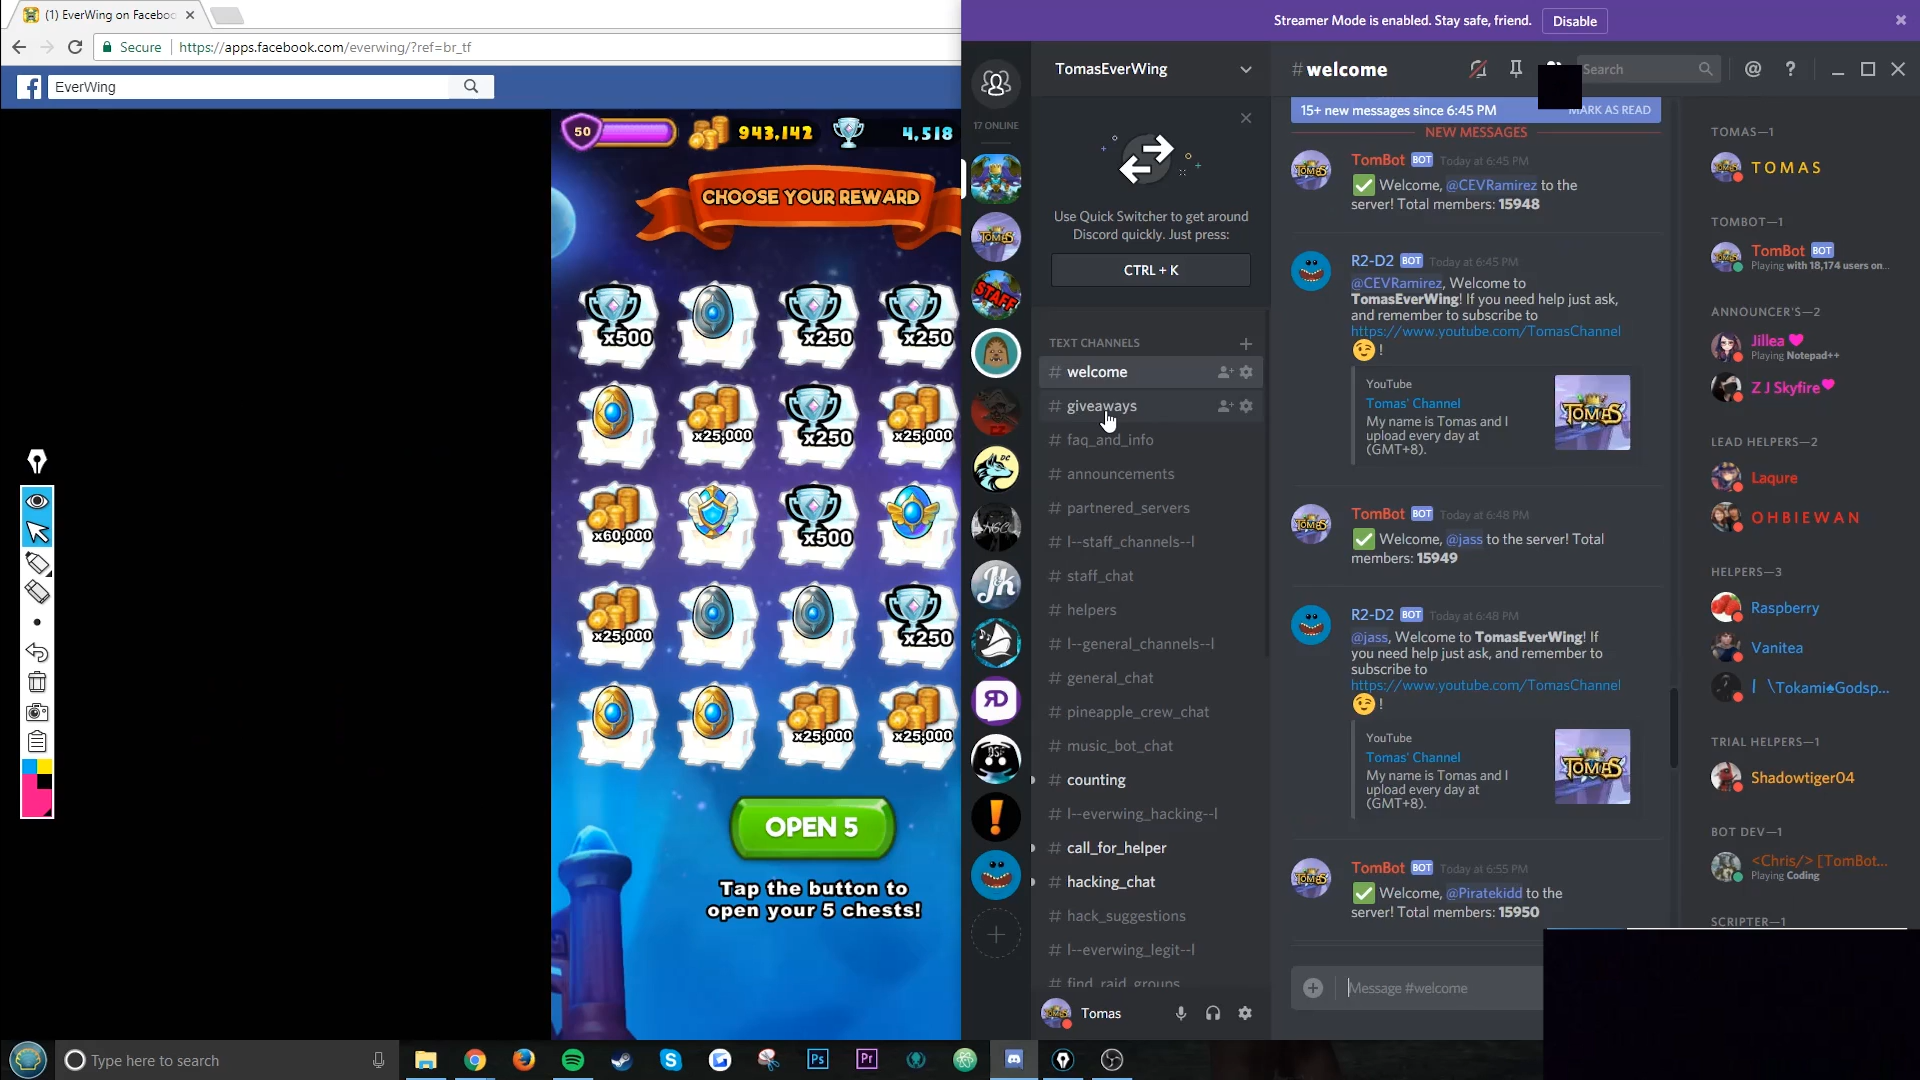 (1) EverWing on Faceboo
Secure
https://apps.facebook.com/everwing/?ref=br_tf
EverWing
50
943,142
4,518
CHOOSE YOUR REWARD
x500
x250
x250
x25,000
x250
x25,000
x60,000
x500
x25,000
x250
x25,000
x25,000
OPEN 5
Tap the button to
open your 5 chests!
Streamer Mode is enabled. Stay safe, friend.
Disable
17 ONLINE
TOMAS
STAFF
TomasEverWing
Use Quick Switcher to get around
Discord quickly. Just press:
CTRL + K
TEXT CHANNELS
# welcome
# giveaways
# faq_and_info
# announcements
# partnered_servers
# l--staff_channels--l
# staff_chat
# helpers
# l--general_channels--l
# general_chat
# pineapple_crew_chat
# music_bot_chat
# counting
# l--everwing_hacking--l
# call_for_helper
# hacking_chat
# hack_suggestions
# l--everwing_legit--l
# find_raid_groups
Tomas
#welcome
Search
15+ new messages since 6:45 PM
MARK AS READ
NEW MESSAGES
TomBot BOT Today at 6:45 PM
Welcome, @CEVRamirez to the
server! Total members: 15948
R2-D2 BOT Today at 6:45 PM
@CEVRamirez, Welcome to
TomasEverWing! If you need help just ask,
and remember to subscribe to
https://www.youtube.com/TomasChannel
!
YouTube
Tomas' Channel
My name is Tomas and I
upload every day at
(GMT+8).
TOMAS
TomBot BOT Today at 6:48 PM
Welcome, @jass to the server! Total
members: 15949
R2-D2 BOT Today at 6:48 PM
@jass, Welcome to TomasEverWing! If
you need help just ask, and remember to
subscribe to
https://www.youtube.com/TomasChannel
!
YouTube
Tomas' Channel
My name is Tomas and I
upload every day at
(GMT+8).
TOMAS
TomBot BOT Today at 6:55 PM
Welcome, @Piratekidd to the
server! Total members: 15950
Message #welcome
TOMAS—1
T O M A S
TOMBOT—1
TomBot BOT
Playing with 18,174 users on...
ANNOUNCER'S—2
Jillea
Playing Notepad++
Z J Skyfire
LEAD HELPERS—2
Laqure
O H B I E W A N
HELPERS—3
Raspberry
Vanitea
Tokami♠Godsp...
TRIAL HELPERS—1
Shadowtiger04
BOT DEV—1
<Chris/> [TomBot...
Playing Coding
SCRIPTER—1
Type here to search
Ps
Pr